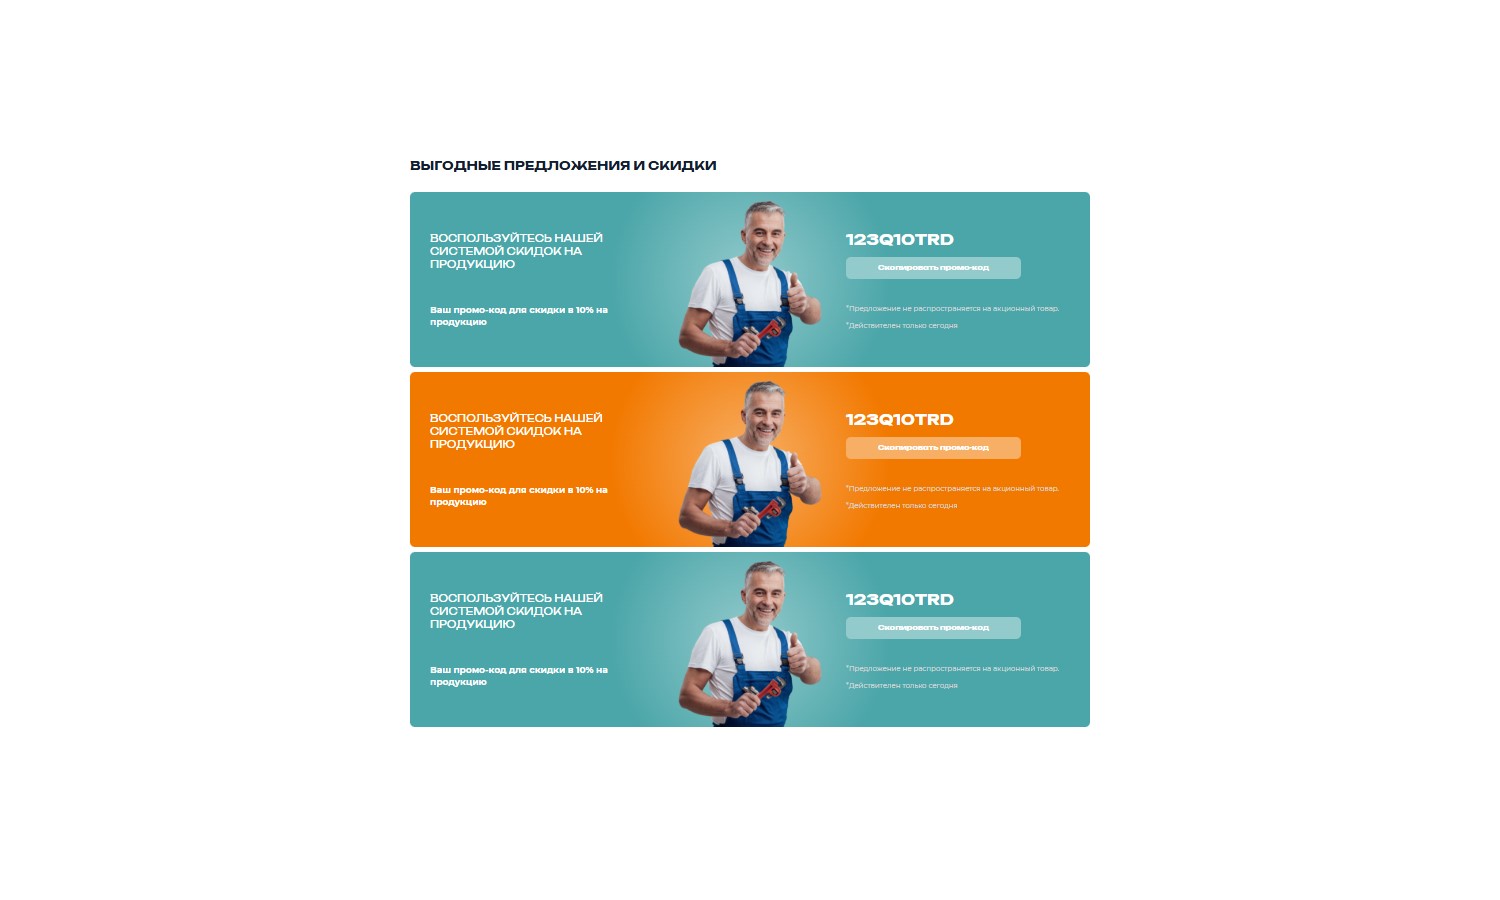 ВЫГОДНЫЕ ПРЕДЛОЖЕНИЯ И СКИДКИ
ВОСПОЛЬЗУЙТЕСЬ НАШЕЙ
СИСТЕМОЙ СКИДОК НА
ПРОДУКЦИЮ
Ваш промо-код для скидки в 10% на
продукцию
123Q10TRD
Скопировать промо-код
*Предложение не распространяется на акционный товар.
*Действителен только сегодня
ВОСПОЛЬЗУЙТЕСЬ НАШЕЙ
СИСТЕМОЙ СКИДОК НА
ПРОДУКЦИЮ
Ваш промо-код для скидки в 10% на
продукцию
123Q10TRD
Скопировать промо-код
*Предложение не распространяется на акционный товар.
*Действителен только сегодня
ВОСПОЛЬЗУЙТЕСЬ НАШЕЙ
СИСТЕМОЙ СКИДОК НА
ПРОДУКЦИЮ
Ваш промо-код для скидки в 10% на
продукцию
123Q10TRD
Скопировать промо-код
*Предложение не распространяется на акционный товар.
*Действителен только сегодня